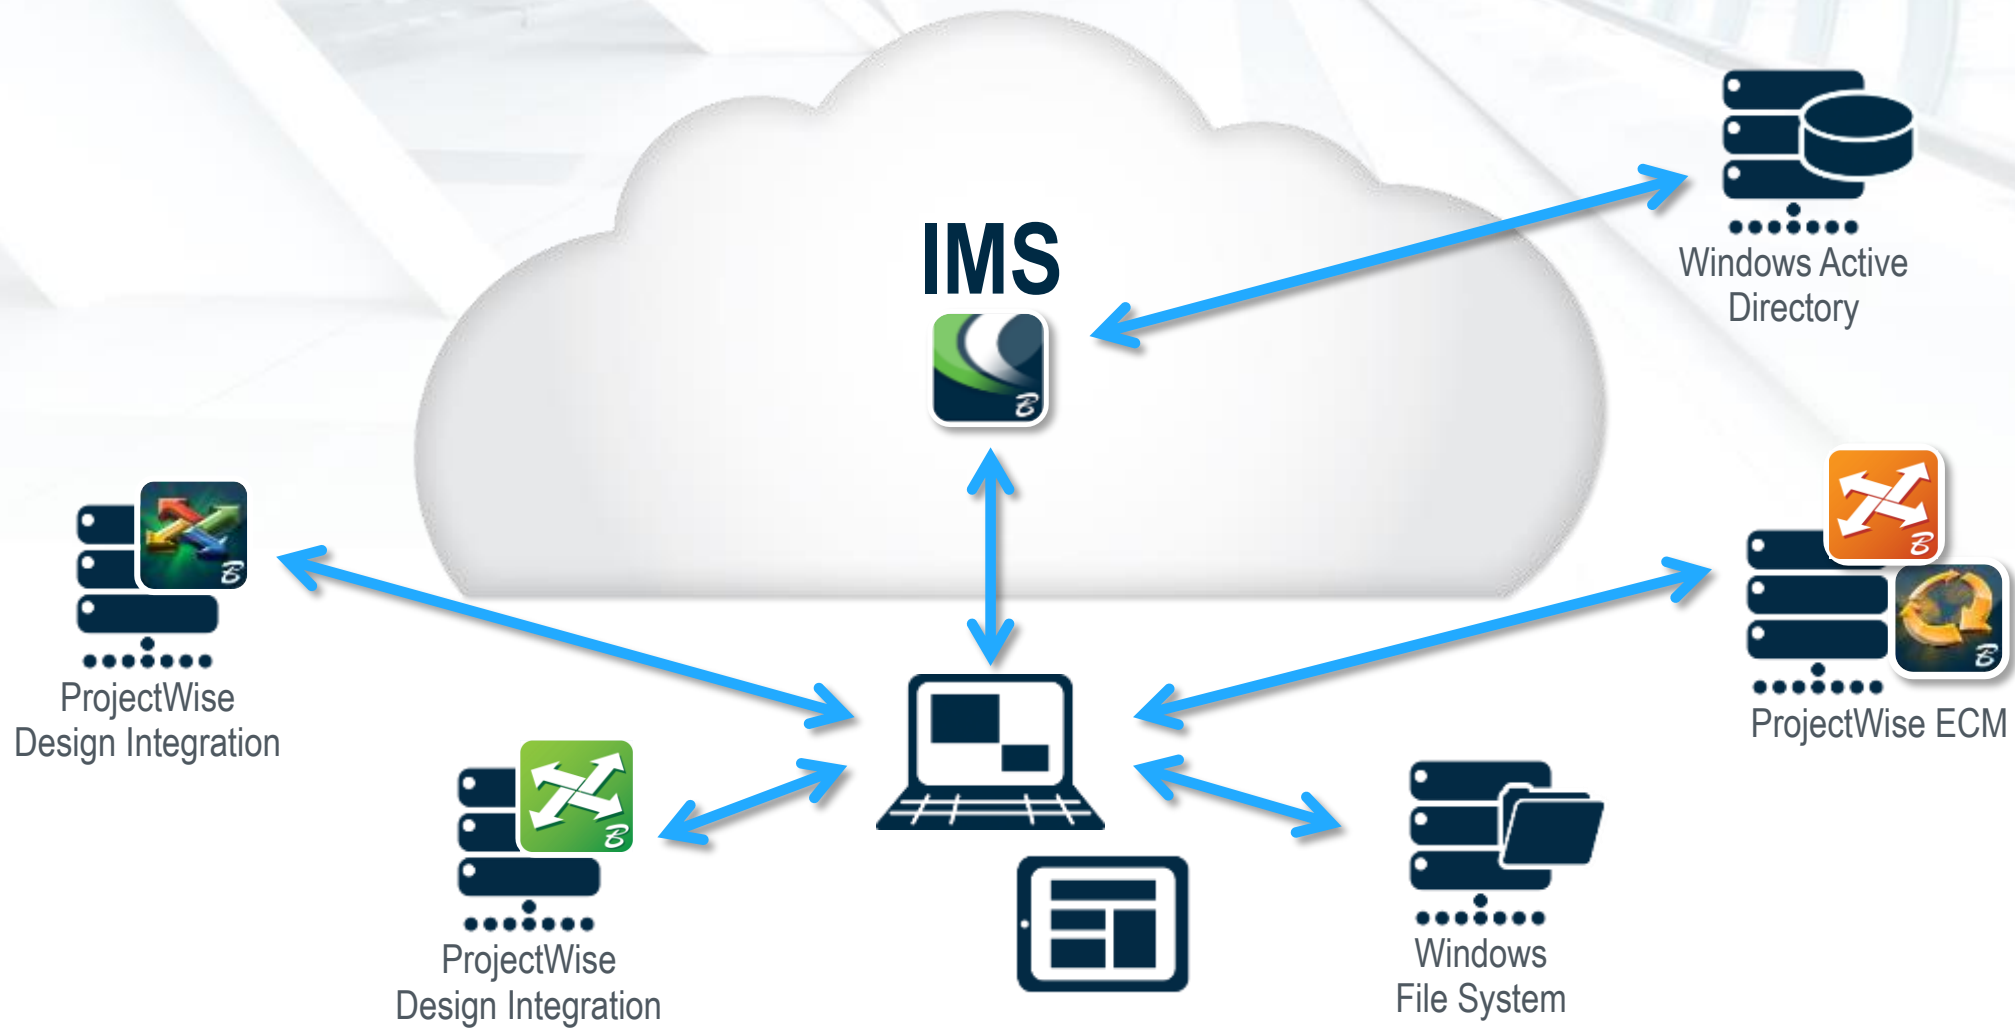 IMS
B
Windows Active
Directory
B
B
B
ProjectWise
Design Integration
ProjectWise ECM
B
ProjectWise
Design Integration
Windows
File System